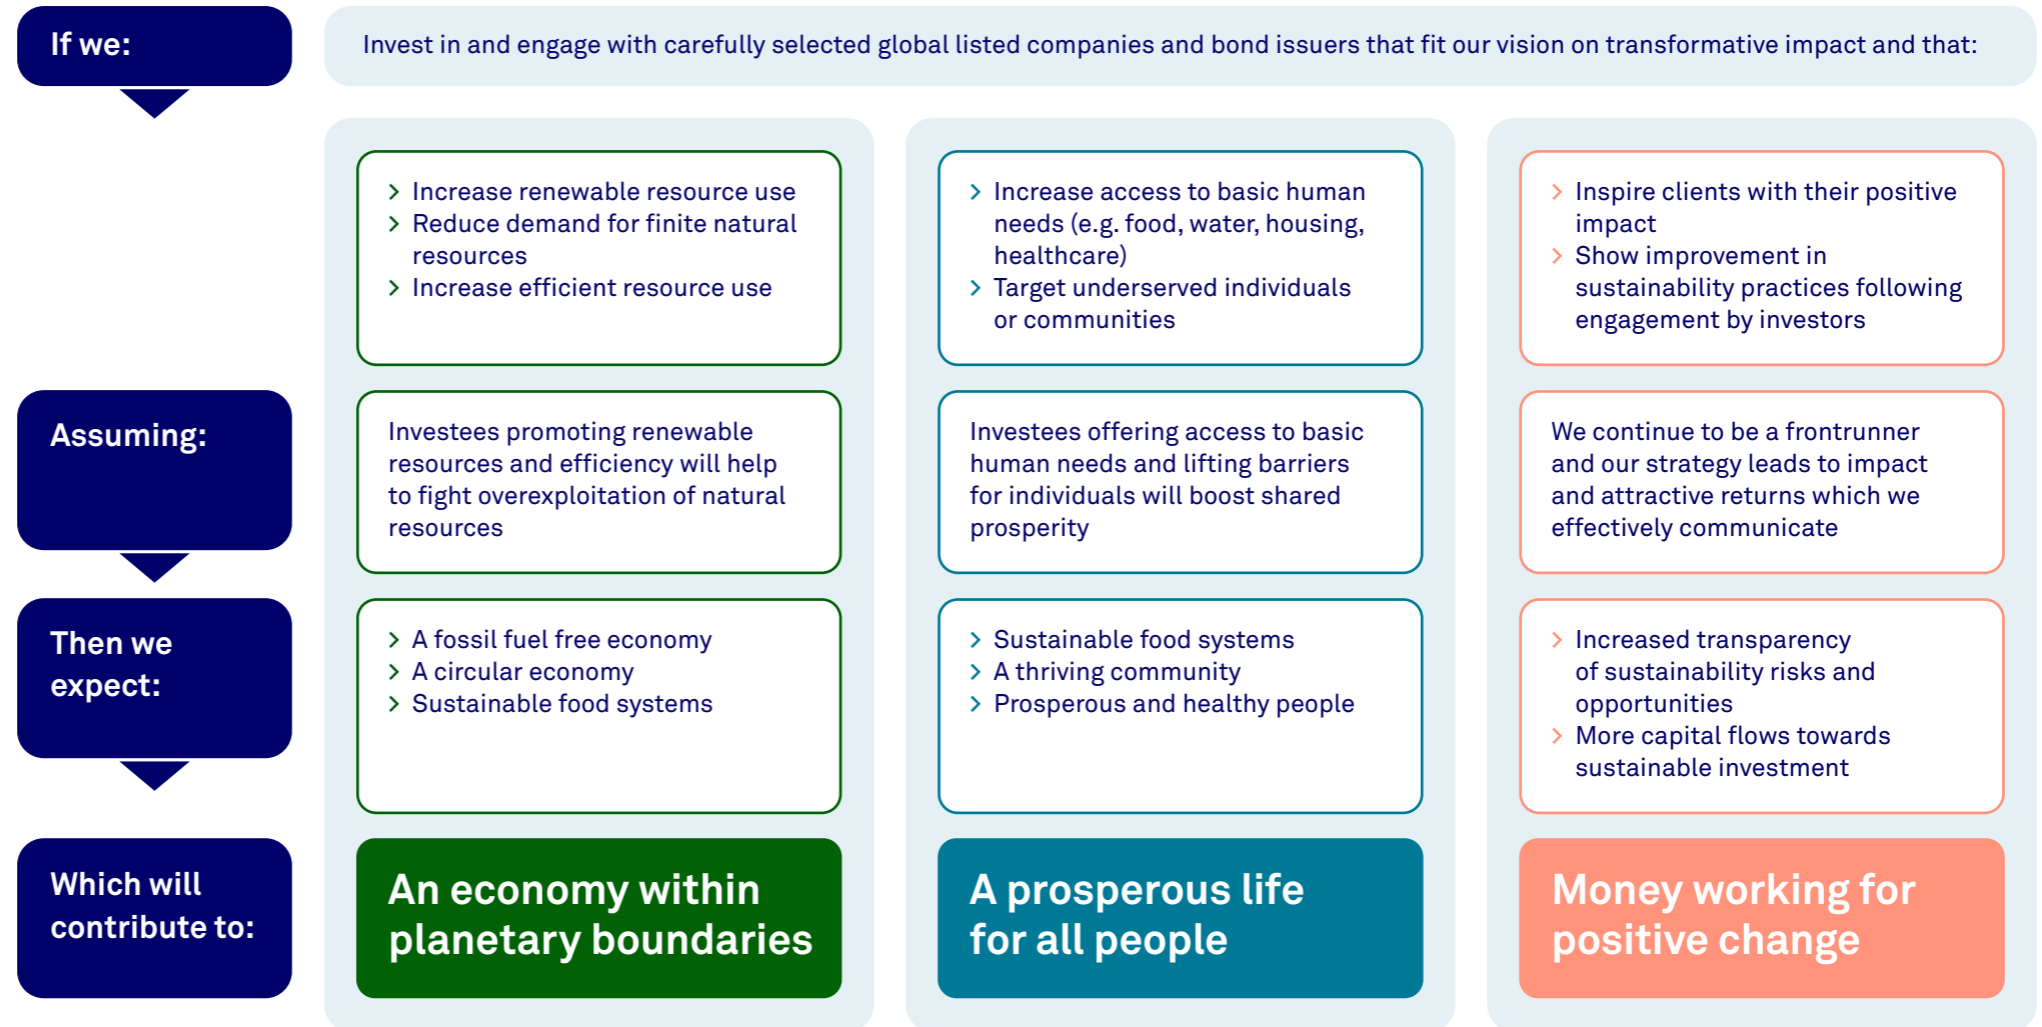 If we:
Invest in and engage with carefully selected global listed companies and bond issuers that fit our vision on transformative impact and that:
> Increase renewable resource use
> Reduce demand for finite natural
resources
> Increase efficient resource use
> Increase access to basic human
needs (e.g. food, water, housing,
healthcare)
> Target underserved individuals
or communities
> Inspire clients with their positive
impact
> Show improvement in
sustainability practices following
engagement by investors
Assuming:
Investees promoting renewable
resources and efficiency will help
to fight overexploitation of natural
resources
Investees offering access to basic
human needs and lifting barriers
for individuals will boost shared
prosperity
We continue to be a frontrunner
and our strategy leads to impact
and attractive returns which we
effectively communicate
Then we
expect:
> A fossil fuel free economy
> A circular economy
> Sustainable food systems
> Sustainable food systems
> A thriving community
> Prosperous and healthy people
> Increased transparency
of sustainability risks and
opportunities
> More capital flows towards
sustainable investment
Which will
contribute to:
An economy within
planetary boundaries
A prosperous life
for all people
Money working for
positive change